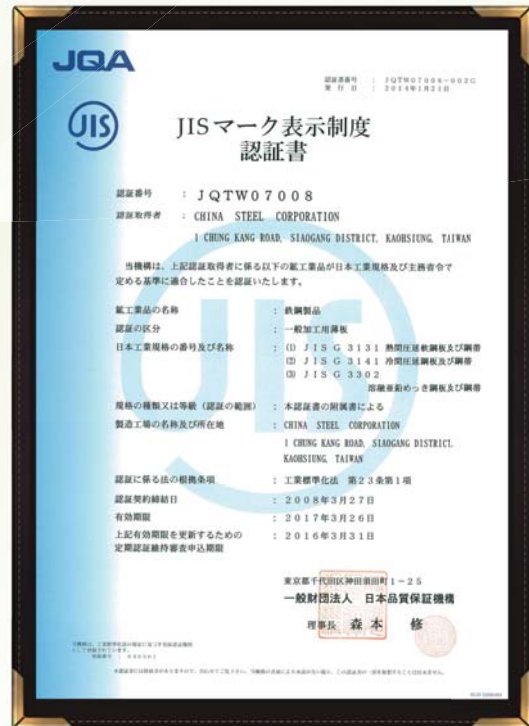 JQA
認証書番号 : JQTW07008-002G
発行日 : 2014年1月21日
JIS
JISマーク表示制度
認証書
認証番号 : JQTW07008
認証取得者 : CHINA STEEL CORPORATION
1 CHUNG KANG ROAD, SIAOGANG DISTRICT, KAOHSIUNG, TAIWAN
当機構は、上記認証取得者に係る以下の鉱工業品が日本工業規格及び主務省令で
定める基準に適合したことを認証いたします。
鉱工業品の名称 : 鉄鋼製品
認証の区分 : 一般加工用薄板
日本工業規格の番号及び名称 : (1) JIS G 3131 熱間圧延軟鋼板及び鋼帯
(2) JIS G 3141 冷間圧延鋼板及び鋼帯
(3) JIS G 3302
溶融亜鉛めっき鋼板及び鋼帯
規格の種類又は等級(認証の範囲) : 本認証書の附属書による
製造工場の名称及び所在地 : CHINA STEEL CORPORATION
1 CHUNG KANG ROAD, SIAOGANG DISTRICT,
KAOHSIUNG, TAIWAN
認証に係る法の根拠条項 : 工業標準化法 第23条第1項
認証契約締結日 : 2008年3月27日
有効期限 : 2017年3月26日
上記有効期限を更新するための : 2016年3月31日
定期認証維持審査申込期限
東京都千代田区神田須田町1-25
一般財団法人 日本品質保証機構
理事長 森本 修